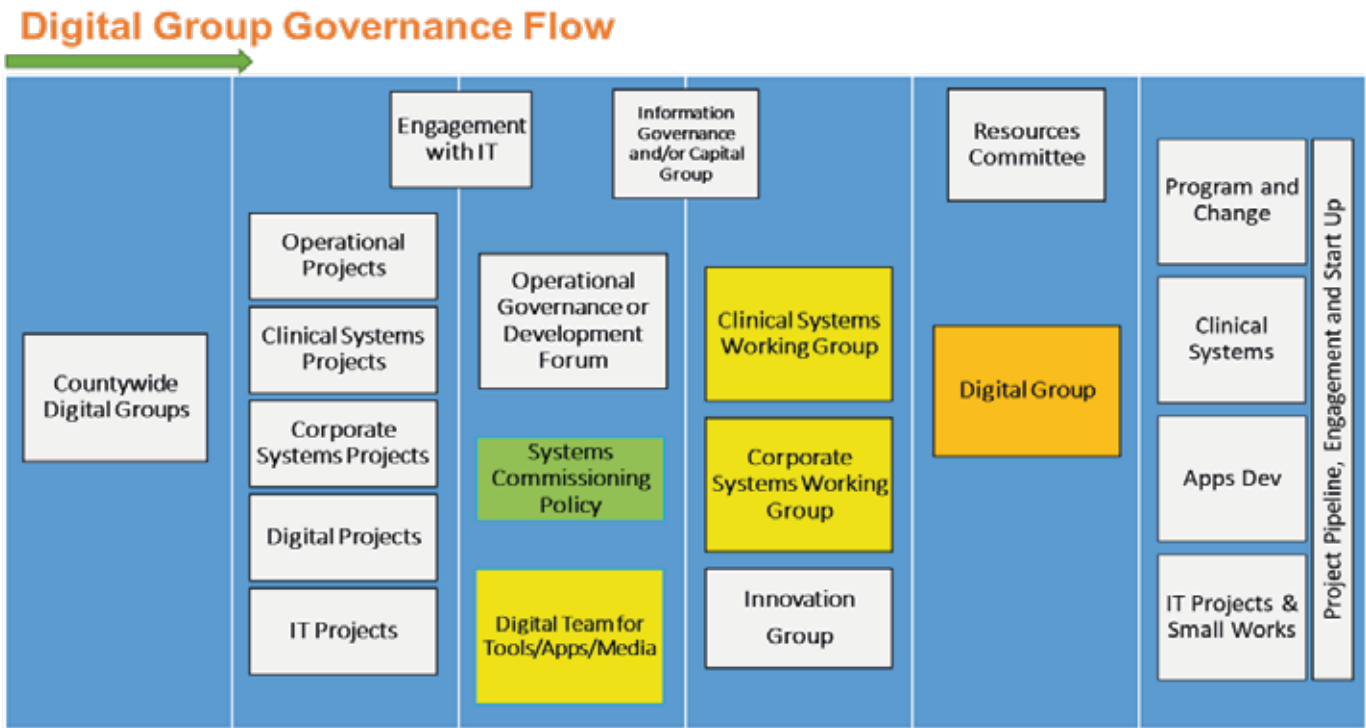 Digital Group Governance Flow
Countywide
Digital Groups
Operational
Projects
Clinical Systems
Projects
Corporate
Systems Projects
Digital Projects
IT Projects
Engagement
with IT
Operational
Governance or
Development
Forum
Systems
Commissioning
Policy
Digital Team for
Tools/Apps/Media
Information
Governance
and/or Capital
Group
Clinical Systems
Working Group
Corporate
Systems Working
Group
Innovation
Group
Resources
Committee
Digital Group
Program and
Change
Clinical
Systems
Apps Dev
IT Projects &
Small Works
Project Pipeline, Engagement and Start Up